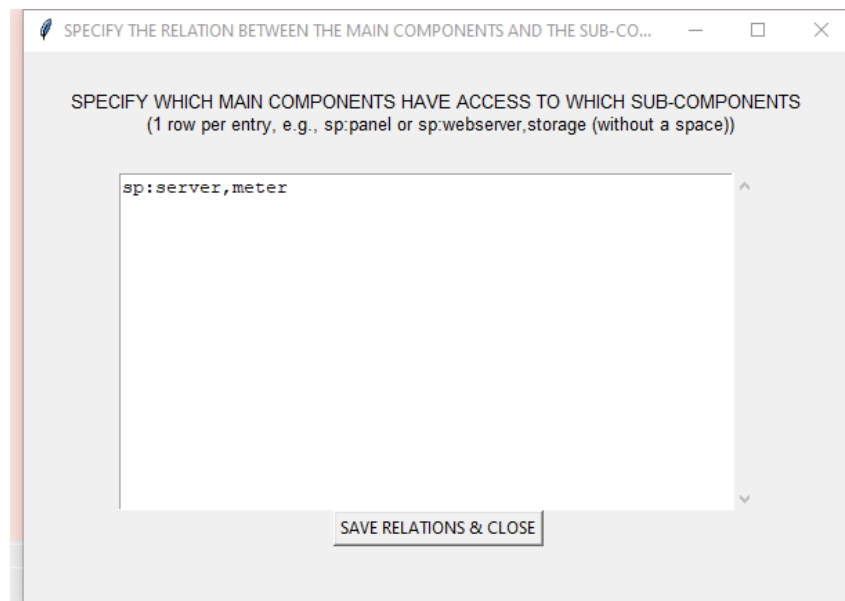 SPECIFY THE RELATION BETWEEN THE MAIN COMPONENTS AND THE SUB-CO...
SPECIFY WHICH MAIN COMPONENTS HAVE ACCESS TO WHICH SUB-COMPONENTS
(1 row per entry, e.g., sp:panel or sp:webserver,storage (without a space))
sp:server,meter
SAVE RELATIONS & CLOSE